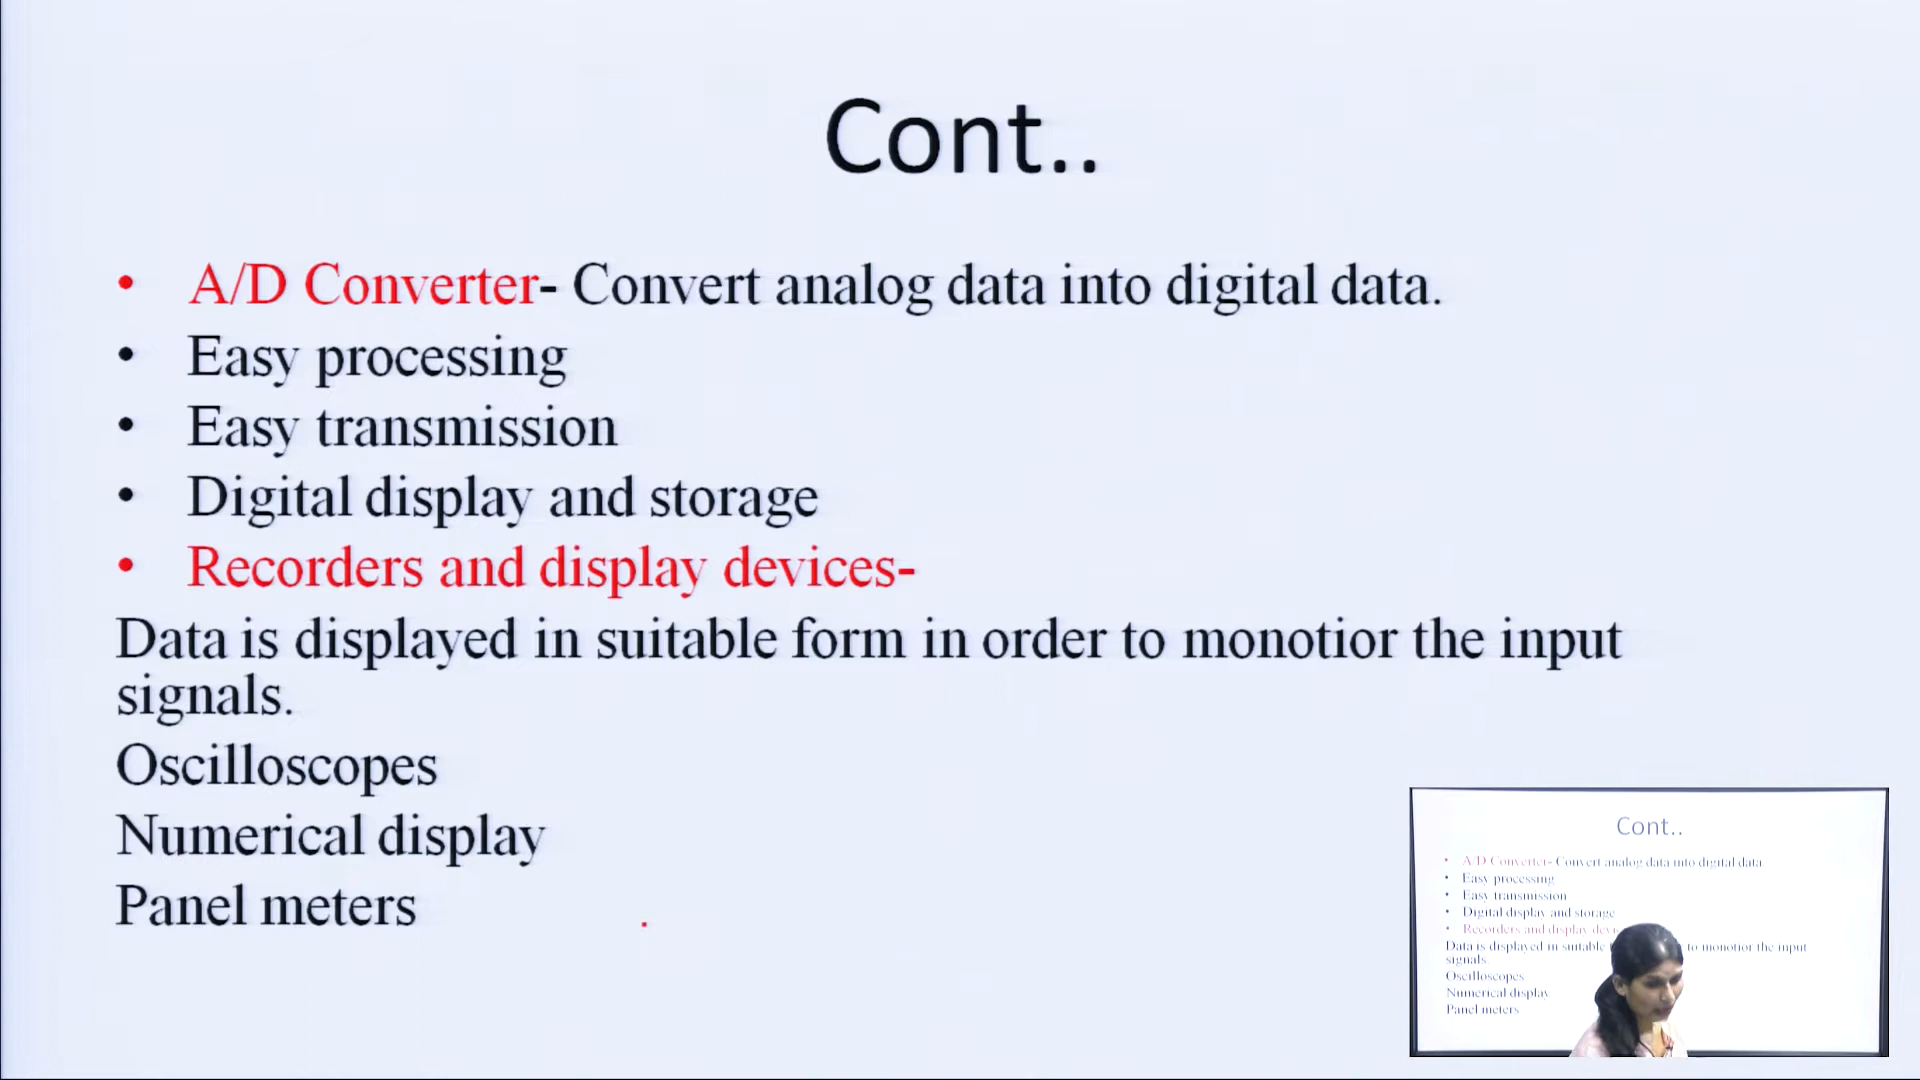 Cont..
• A/D Converter- Convert analog data into digital data.
• Easy processing
• Easy transmission
• Digital display and storage
• Recorders and display devices-
Data is displayed in suitable form in order to monotior the input
signals.
Oscilloscopes
Numerical display
Panel meters
Cont..
• A/D Converter- Convert analog data into digital data
• Easy processing
• Easy transmission
• Digital display and storage
• Recorders and display
Data is displayed in suitable to monotior the input
signals
Oscilloscopes
Numerical display
Panel meters